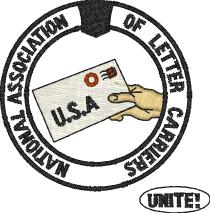 NATIONAL ASSOCIATION OF LETTER CARRIERS
U.S.A
UNITE!